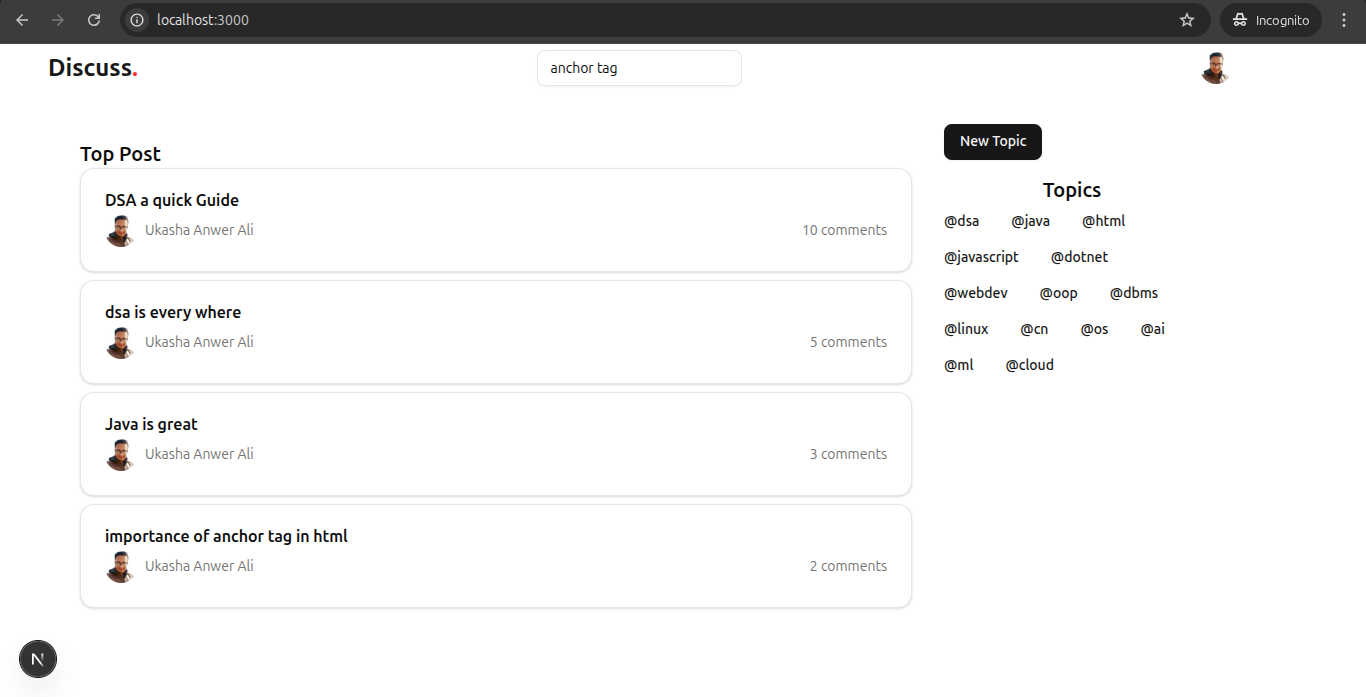 localhost:3000
Incognito
Discuss.
anchor tag
New Topic
Top Post
DSA a quick Guide
Ukasha Anwer Ali
10 comments
dsa is every where
Ukasha Anwer Ali
5 comments
Java is great
Ukasha Anwer Ali
3 comments
importance of anchor tag in html
Ukasha Anwer Ali
2 comments
Topics
@dsa @java @html
@javascript @dotnet
@webdev @oop @dbms
@linux @cn @os @ai
@ml @cloud
N